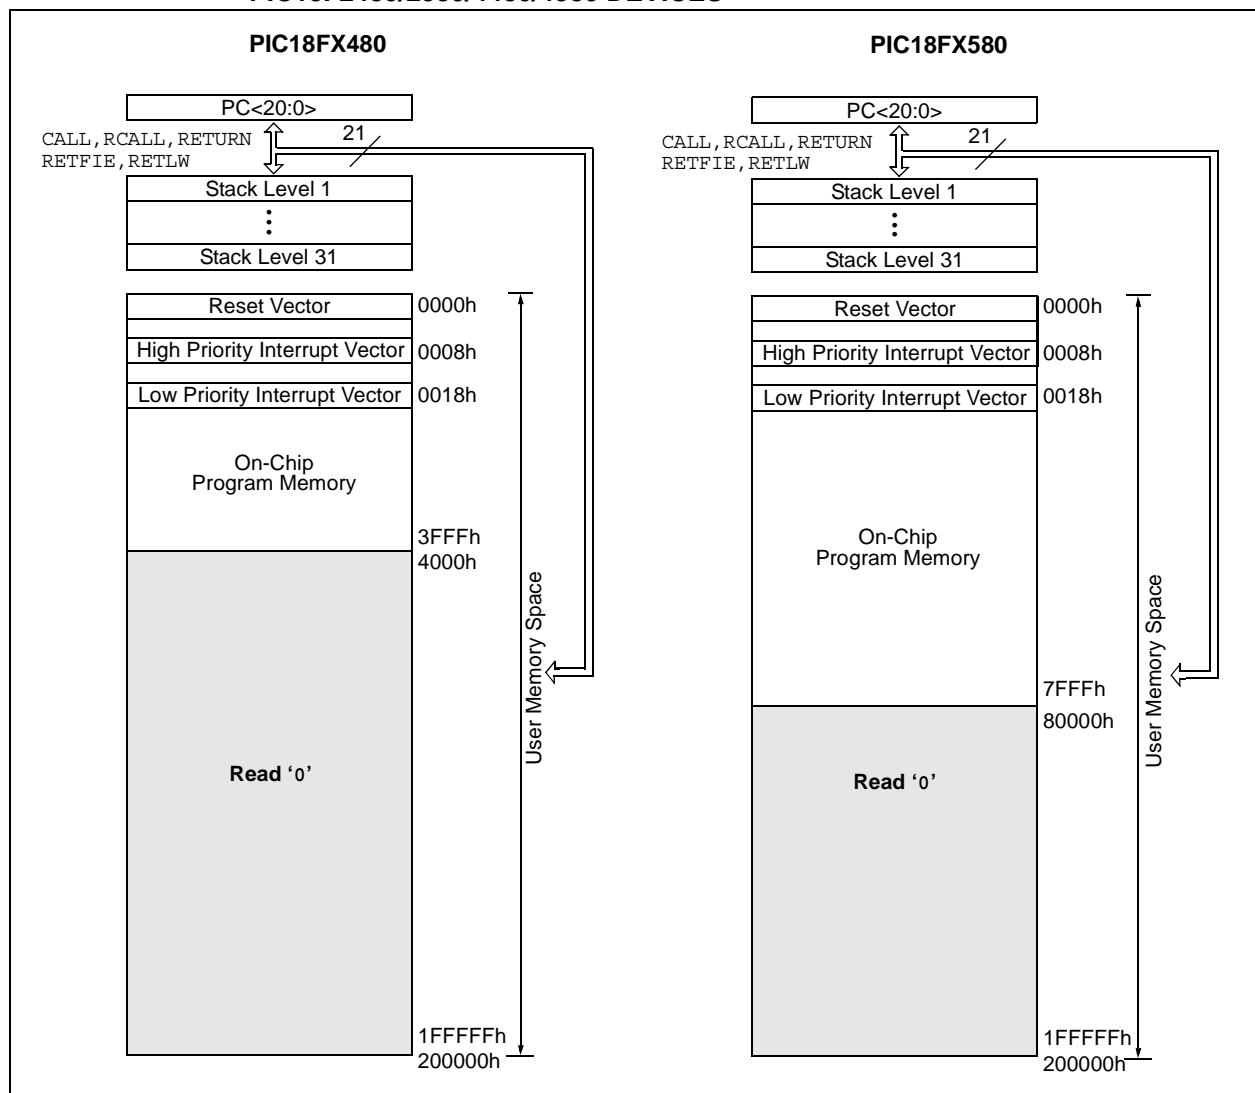 PIC18FX480
PC<20:0>
CALL,RCALL,RETURN
RETFIE,RETLW
21
Stack Level 1
Stack Level 31
Reset Vector
0000h
High Priority Interrupt Vector
0008h
Low Priority Interrupt Vector
0018h
On-Chip
Program Memory
3FFFh
4000h
Read ‘0’
1FFFFFh
200000h
User Memory Space
PIC18FX580
PC<20:0>
CALL,RCALL,RETURN
RETFIE,RETLW
21
Stack Level 1
Stack Level 31
Reset Vector
0000h
High Priority Interrupt Vector
0008h
Low Priority Interrupt Vector
0018h
On-Chip
Program Memory
7FFFh
80000h
Read ‘0’
1FFFFFh
200000h
User Memory Space